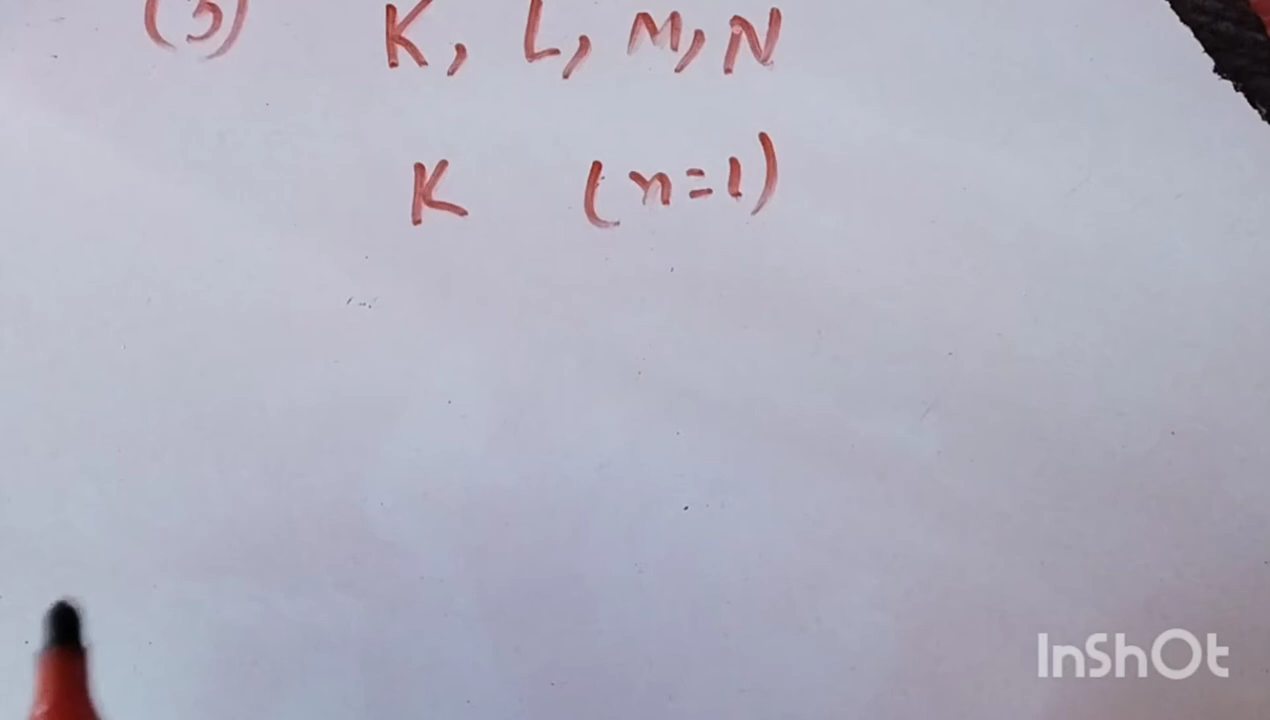 (3) K, L, M, N
K (n=1)
InShOt